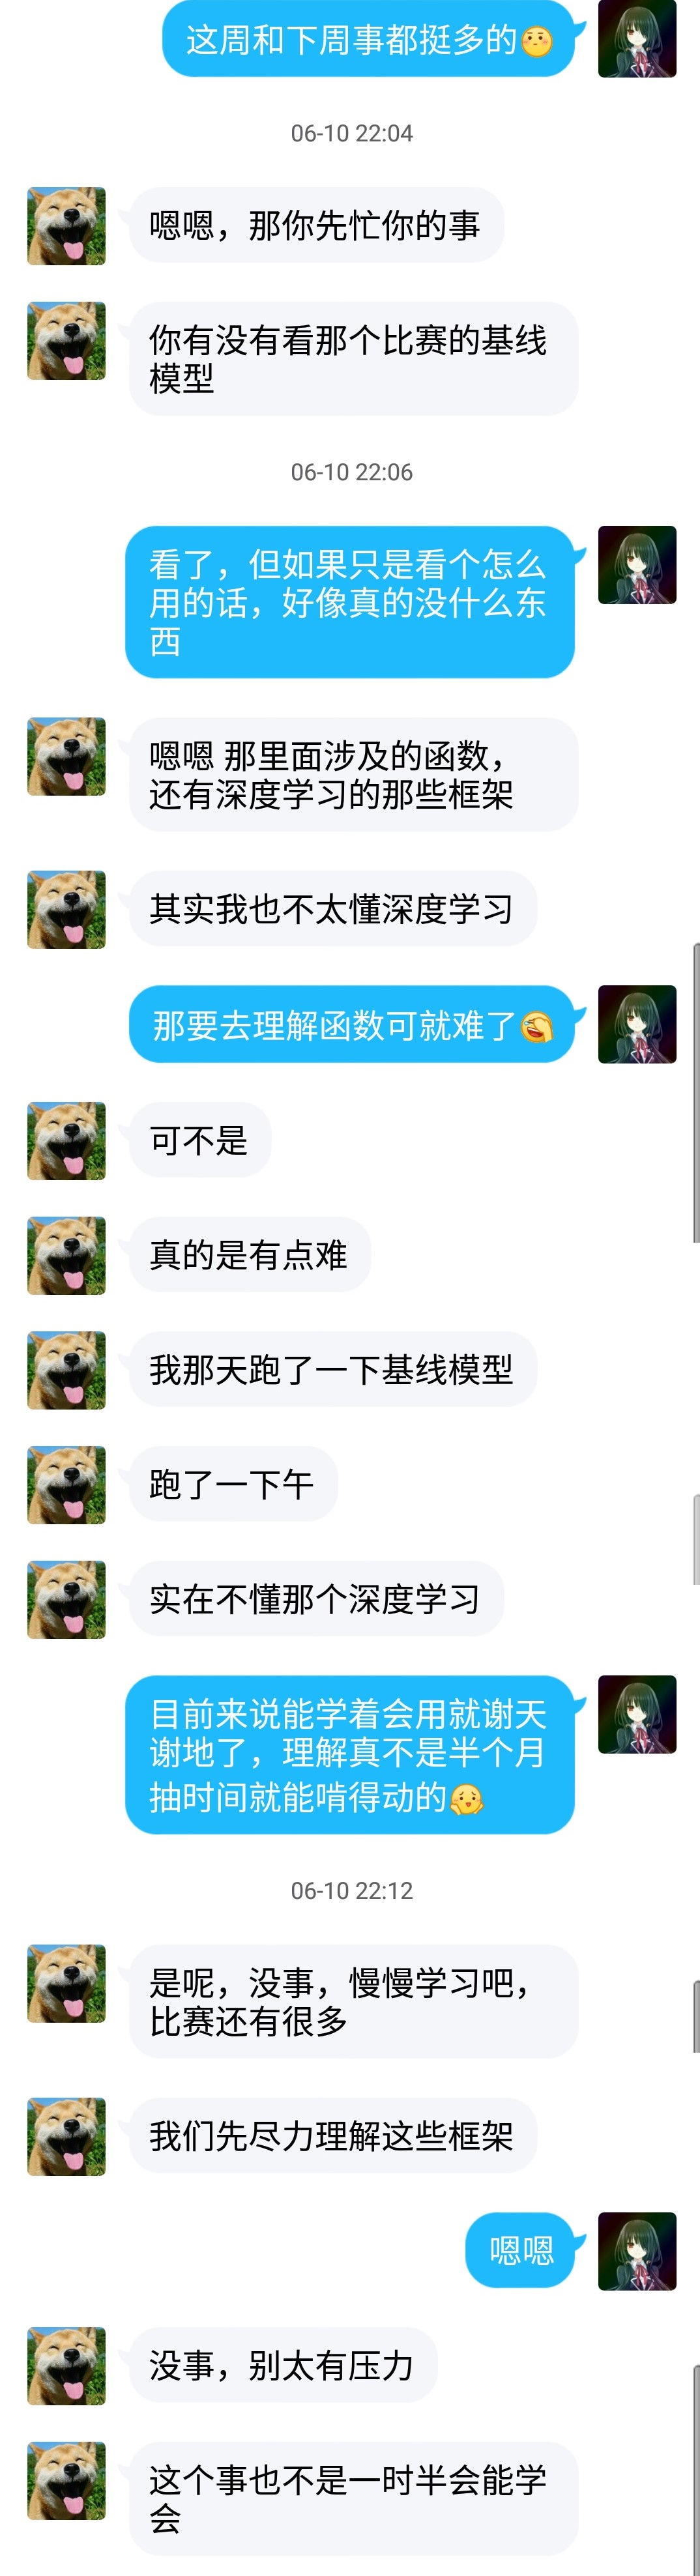 这周和下周事都挺多的
06-10 22:04
嗯嗯，那你先忙你的事
你有没有看那个比赛的基线
模型
06-10 22:06
看了，但如果只是看个怎么
用的话，好像真的没什么东
西
嗯嗯 那里面涉及的函数，
还有深度学习的那些框架
其实我也不太懂深度学习
那要去理解函数可就难了
可不是
真的是有点难
我那天跑了一下基线模型
跑了一下午
实在不懂那个深度学习
目前来说能学着会用就谢天
谢地了，理解真不是半个月
抽时间就能啃得动的
06-10 22:12
是呢，没事，慢慢学习吧，
比赛还有很多
我们先尽力理解这些框架
嗯嗯
没事，别太有压力
这个事也不是一时半会能学
会